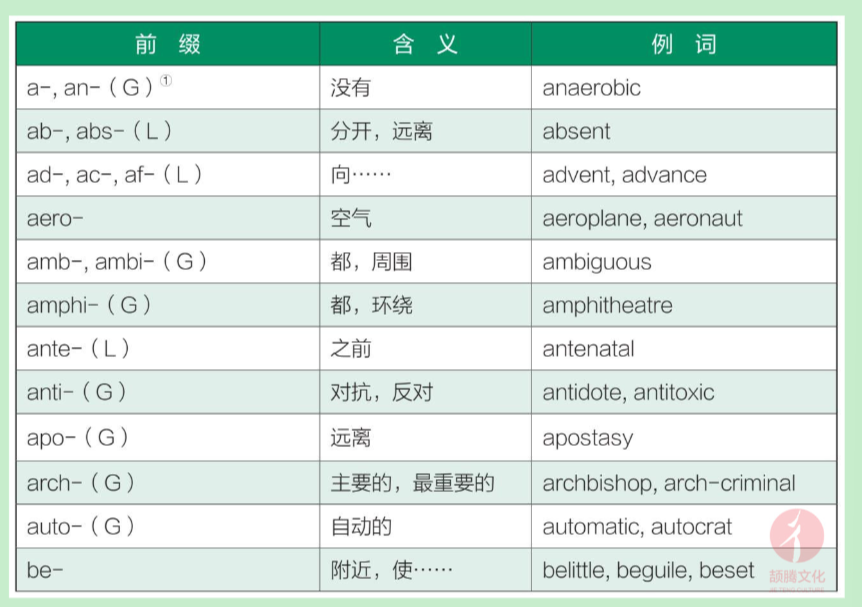 前 缀 含 义 例 词
a-, an-（G）① 没有 anaerobic
ab-, abs-（L） 分开，远离 absent
ad-, ac-, af-（L） 向…… advent, advance
aero- 空气 aeroplane, aeronaut
amb-, ambi-（G） 都，周围 ambiguous
amphi-（G） 都，环绕 amphitheatre
ante-（L） 之前 antenatal
anti-（G） 对抗，反对 antidote, antitoxic
apo-（G） 远离 apostasy
arch-（G） 主要的，最重要的 archbishop, arch-criminal
auto-（G） 自动的 automatic, autocrat
be- 附近，使…… belittle, beguile, beset
颉腾文化